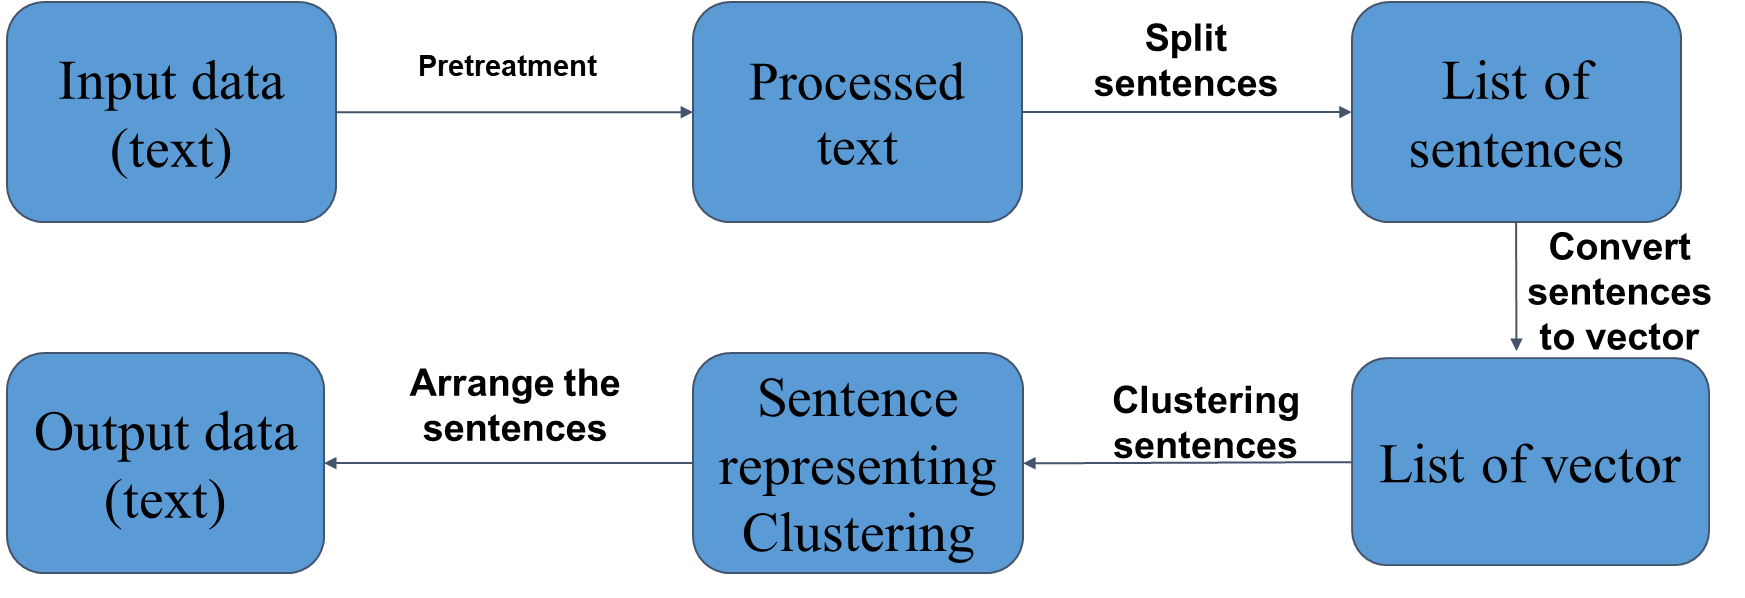 Input data
(text)
Pretreatment
Processed
text
Split
sentences
List of
sentences
Convert
sentences
to vector
List of vector
Clustering
sentences
Sentence
representing
Clustering
Arrange the
sentences
Output data
(text)